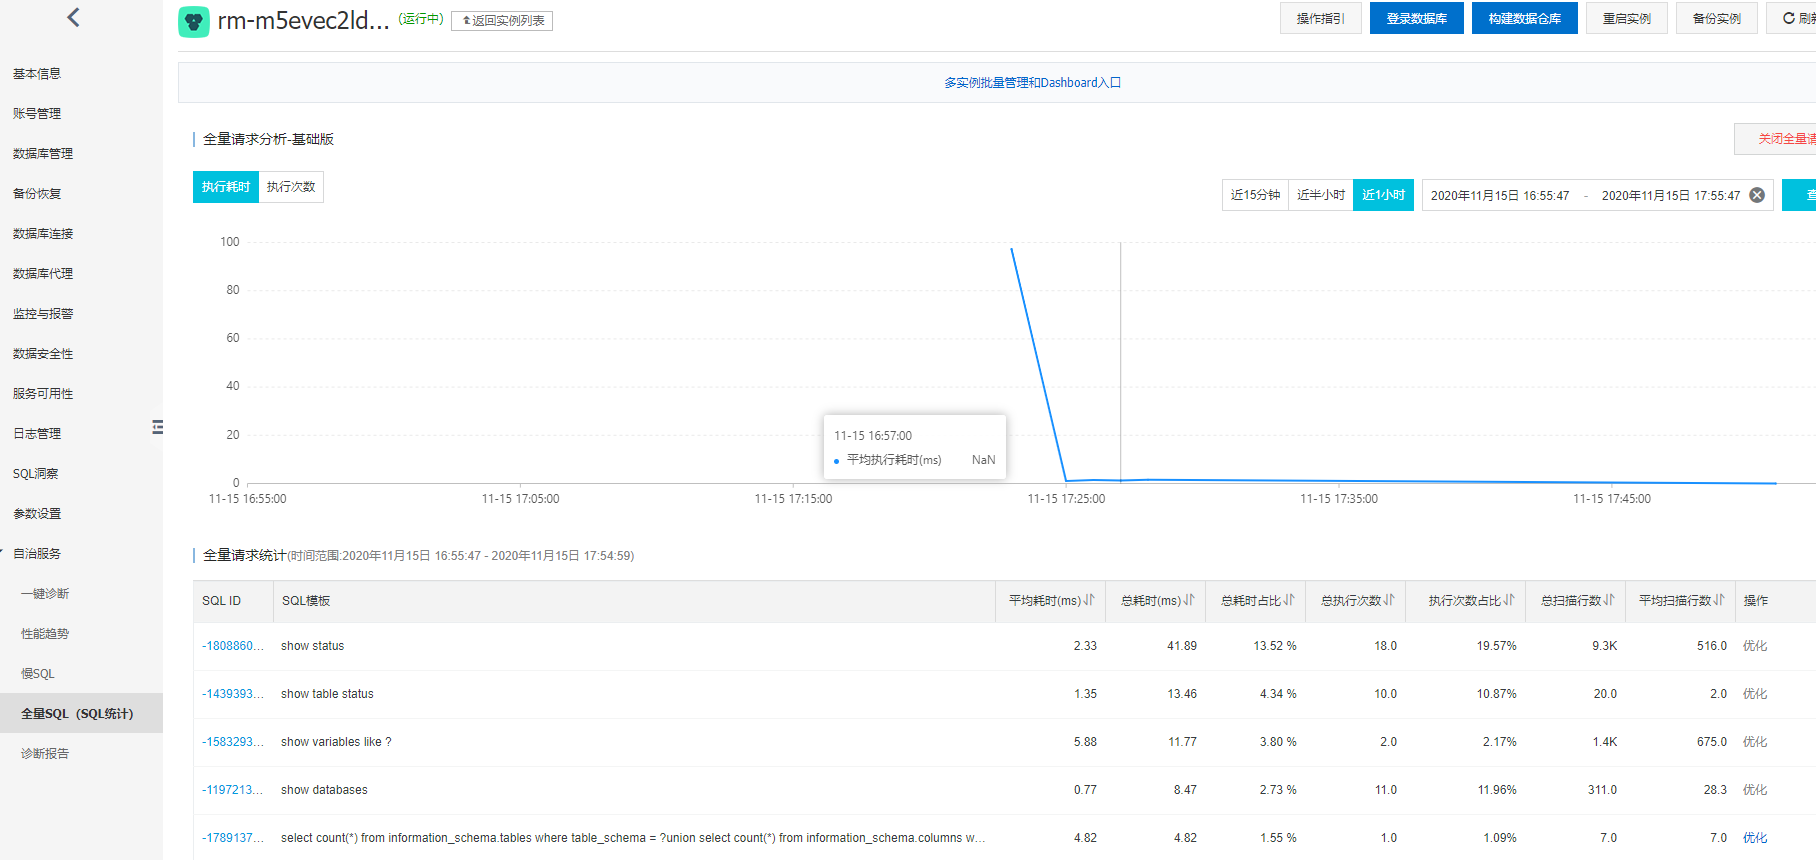 rm-m5evec2ld... (运行中) 返回实例列表 操作指引 登录数据库 构建数据仓库 重启实例 备份实例
多实例批量管理和Dashboard入口
基本信息
账号管理
数据库管理
备份恢复
数据库连接
数据库代理
监控与报警
数据安全性
服务可用性
日志管理
SQL洞察
参数设置
自治服务
一键诊断
性能趋势
慢SQL
全量SQL（SQL统计）
诊断报告
全量请求分析-基础版 关闭全量请
执行耗时 执行次数 近15分钟 近半小时 近1小时 2020年11月15日 16:55:47 - 2020年11月15日 17:55:47
100
80
60
40
20
0
11-15 16:57:00
平均执行耗时(ms) NaN
11-15 16:55:00 11-15 17:05:00 11-15 17:15:00 11-15 17:25:00 11-15 17:35:00 11-15 17:45:00
全量请求统计(时间范围:2020年11月15日 16:55:47 - 2020年11月15日 17:54:59)
SQL ID SQL模板 平均耗时(ms) 总耗时(ms) 总耗时占比 总执行次数 执行次数占比 总扫描行数 平均扫描行数 操作
-1808860... show status 2.33 41.89 13.52 % 18.0 19.57% 9.3K 516.0 优化
-1439393... show table status 1.35 13.46 4.34 % 10.0 10.87% 20.0 2.0 优化
-1583293... show variables like ? 5.88 11.77 3.80 % 2.0 2.17% 1.4K 675.0 优化
-1197213... show databases 0.77 8.47 2.73 % 11.0 11.96% 311.0 28.3 优化
-1789137... select count(*) from information_schema.tables where table_schema = ?union select count(*) from information_schema.columns w... 4.82 4.82 1.55 % 1.0 1.09% 7.0 7.0 优化